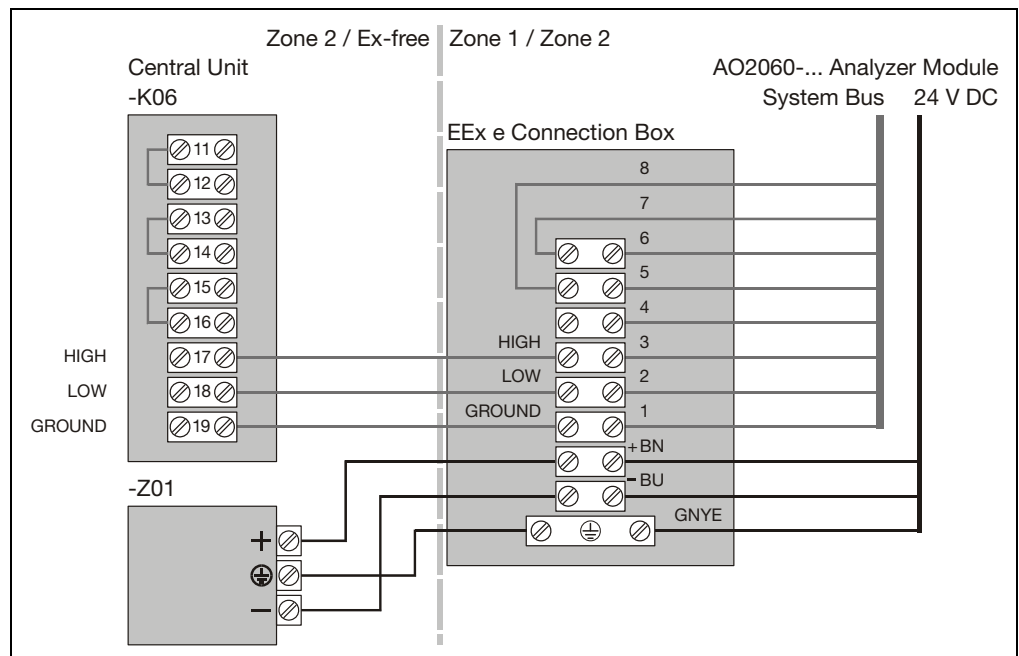 Zone 2 / Ex-free
Zone 1 / Zone 2
Central Unit
-K06
AO2060-... Analyzer Module
System Bus
24 V DC
EEx e Connection Box
11
12
13
14
15
16
HIGH
17
LOW
18
GROUND
19
8
7
6
5
4
HIGH
3
LOW
2
GROUND
1
+ BN
- BU
GNYE
-Z01
+
−